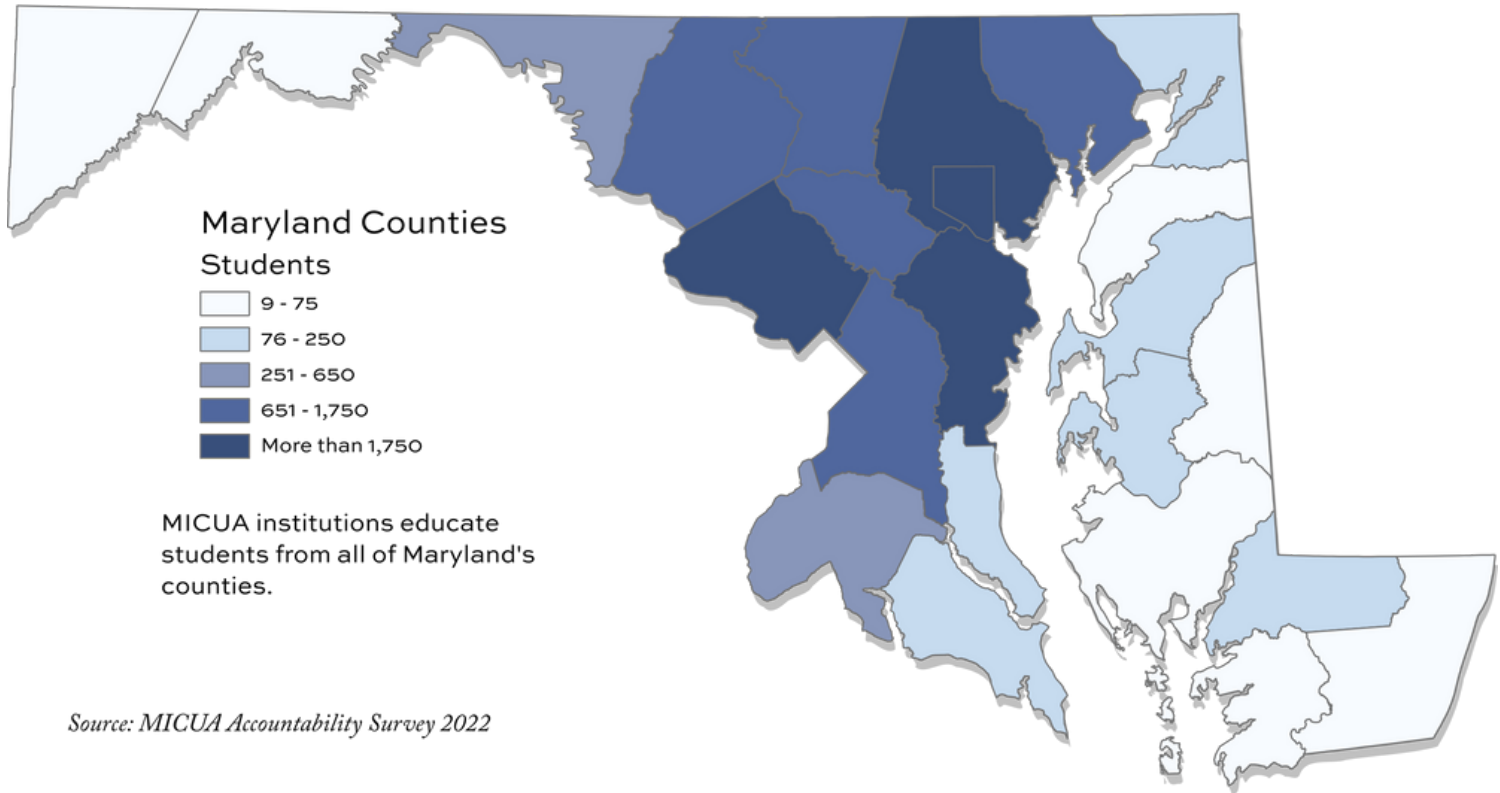 Maryland Counties
Students
9 - 75
76 - 250
251 - 650
651 - 1,750
More than 1,750
MICUA institutions educate
students from all of Maryland's
counties.
Source: MICUA Accountability Survey 2022